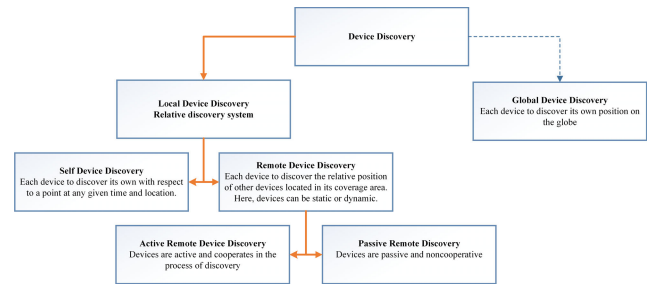 Device Discovery
Local Device Discovery
Relative discovery system
Global Device Discovery
Each device to discover its own position on
the globe
Self Device Discovery
Each device to discover its own with respect
to a point at any given time and location.
Remote Device Discovery
Each device to discover the relative position
of other devices located in its coverage area.
Here, devices can be static or dynamic.
Active Remote Device Discovery
Devices are active and cooperates in the
process of discovery
Passive Remote Discovery
Devices are passive and noncooperative